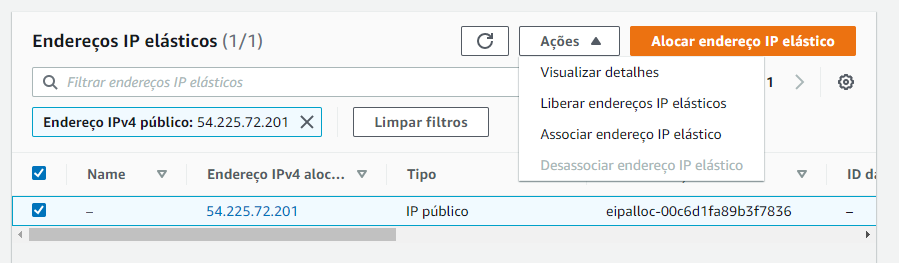 Endereços IP elásticos (1/1)
Ações
Alocar endereço IP elástico
Filtrar endereços IP elásticos
1
Visualizar detalhes
Liberar endereços IP elásticos
Associar endereço IP elástico
Desassociar endereço IP elástico
Endereço IPv4 público: 54.225.72.201
Limpar filtros
Name
Endereço IPv4 aloc...
Tipo
ID da
–
54.225.72.201
IP público
eipalloc-00c6d1fa89b3f7836
–